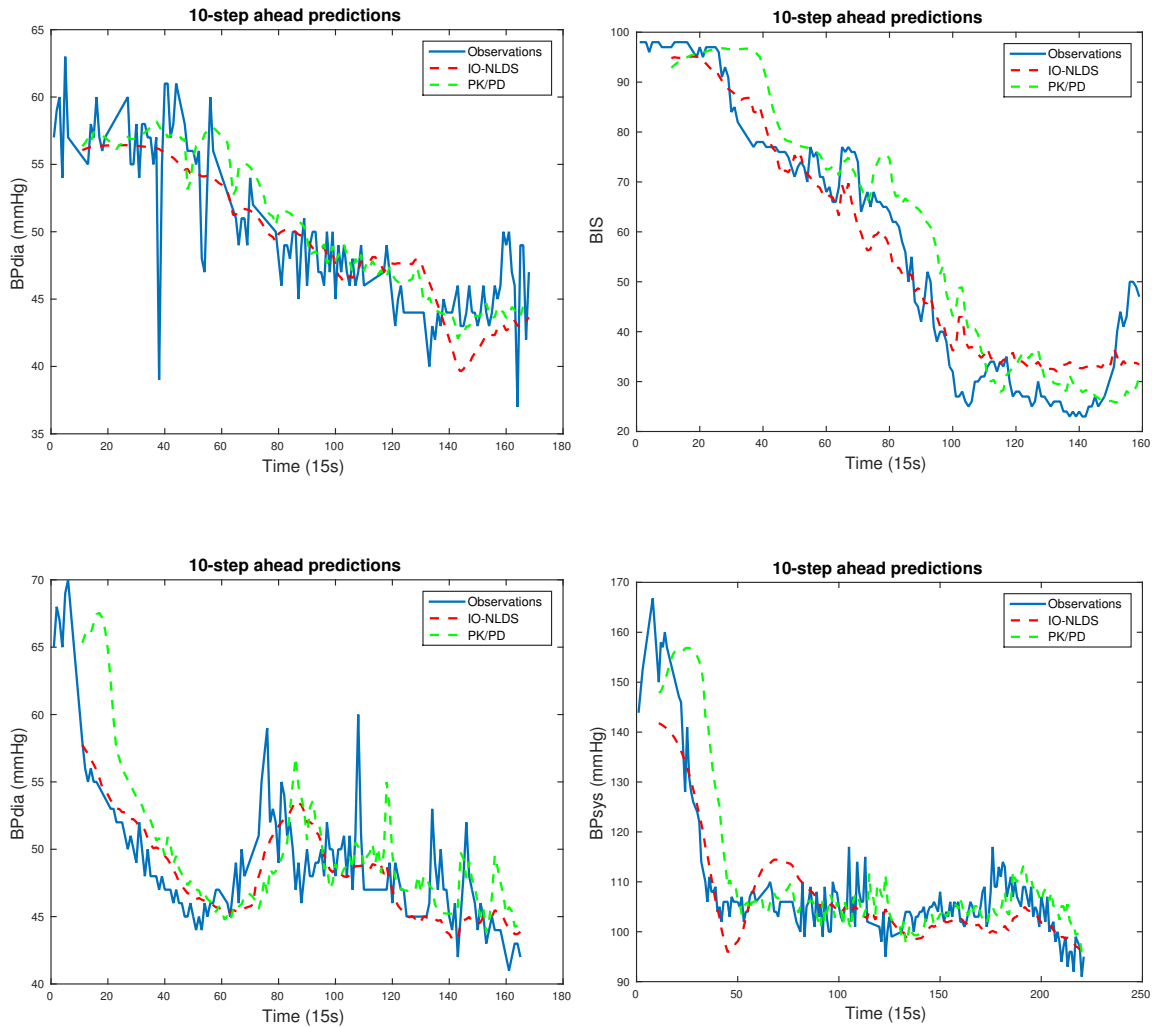 10-step ahead predictions
65
60
55
50
45
40
35
BPdia (mmHg)
0 20 40 60 80 100 120 140 160 180
Time (15s)
Observations
IO-NLDS
PK/PD
10-step ahead predictions
100
90
80
70
60
50
40
30
20
BIS
0 20 40 60 80 100 120 140 160
Time (15s)
Observations
IO-NLDS
PK/PD
10-step ahead predictions
70
65
60
55
50
45
40
BPdia (mmHg)
0 20 40 60 80 100 120 140 160 180
Time (15s)
Observations
IO-NLDS
PK/PD
10-step ahead predictions
170
160
150
140
130
120
110
100
90
BPsys (mmHg)
0 50 100 150 200 250
Time (15s)
Observations
IO-NLDS
PK/PD